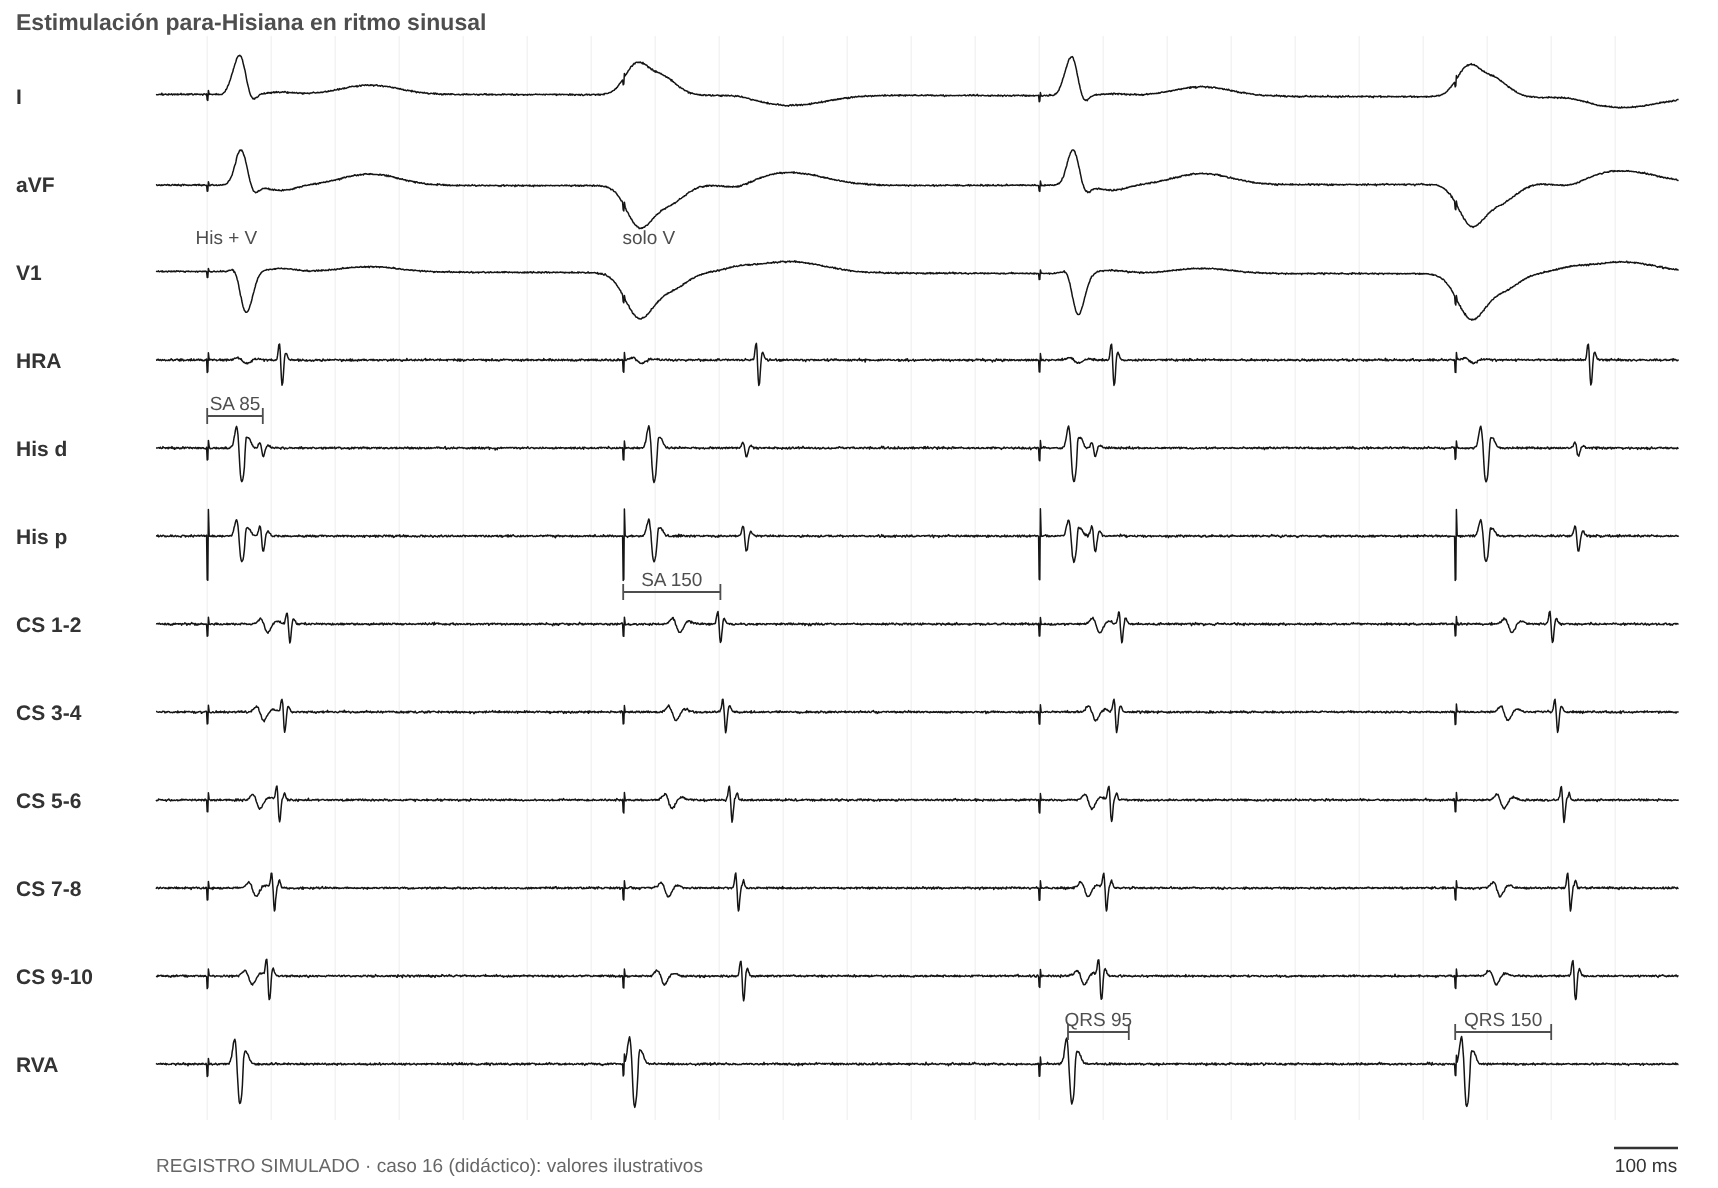 Estimulación para-Hisiana en ritmo sinusal
I
aVF
His + V
solo V
V1
HRA
SA 85
His d
His p
SA 150
CS 1-2
CS 3-4
CS 5-6
CS 7-8
CS 9-10
QRS 95
QRS 150
RVA
REGISTRO SIMULADO · caso 16 (didáctico): valores ilustrativos
100 ms